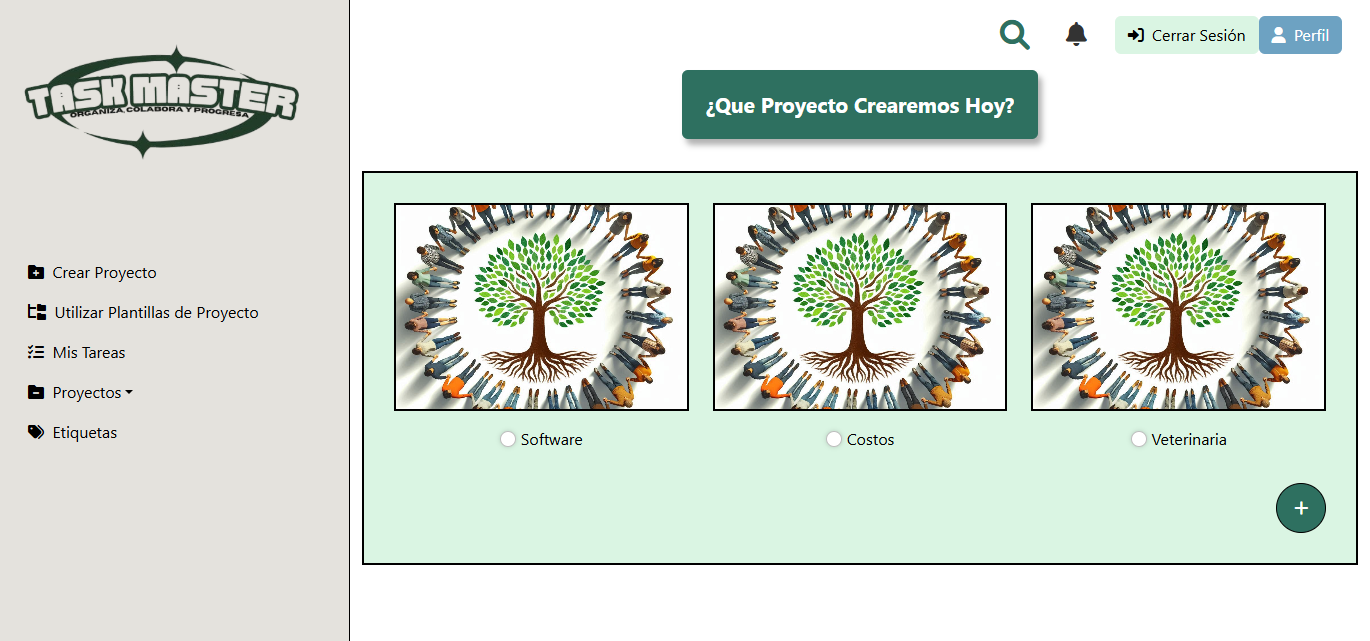 TASK MASTER
ORGANIZA, COLABORA Y PROGRESA
Crear Proyecto
Utilizar Plantillas de Proyecto
Mis Tareas
Proyectos
Etiquetas
Cerrar Sesión
Perfil
¿Que Proyecto Crearemos Hoy?
Software
Costos
Veterinaria
+